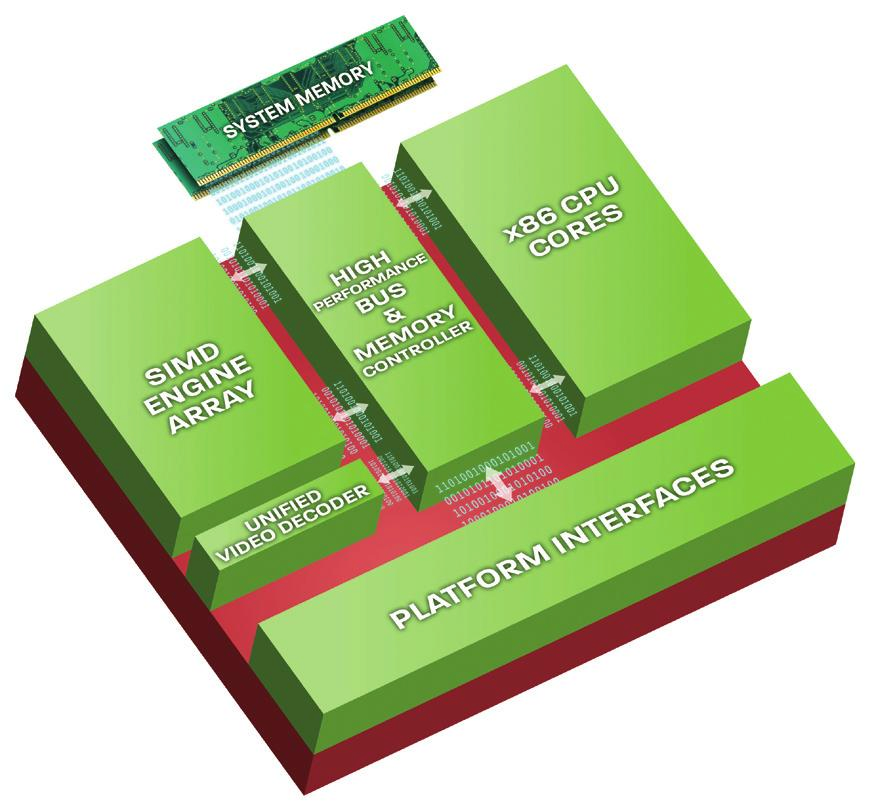 SYSTEM MEMORY
x86 CPU
CORES
HIGH
PERFORMANCE
BUS
&
MEMORY
CONTROLLER
SIMD
ENGINE
ARRAY
UNIFIED
VIDEO DECODER
PLATFORM INTERFACES